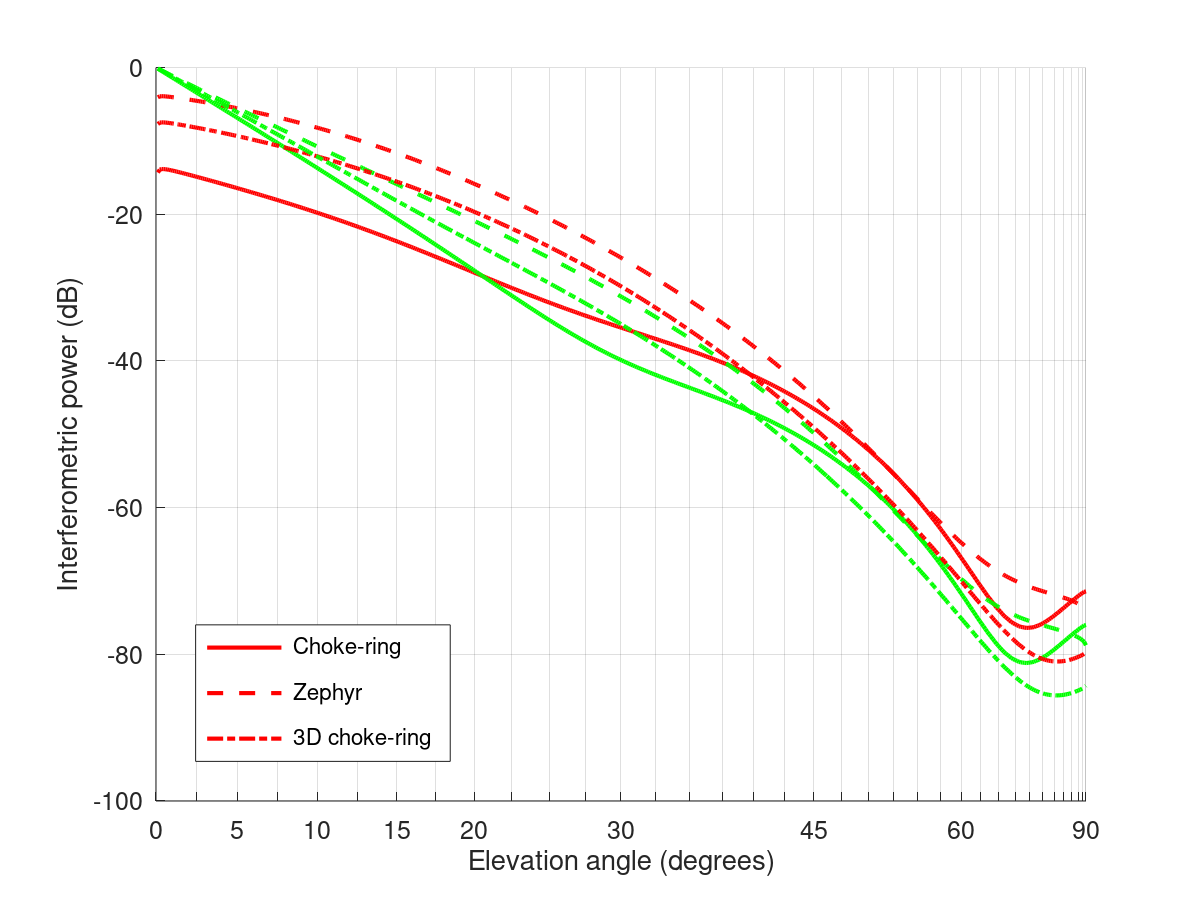 0
-20
-40
-60
-80
-100
Interferometric power (dB)
Choke-ring
Zephyr
3D choke-ring
0 5 10 15 20 30 45 60 90
Elevation angle (degrees)